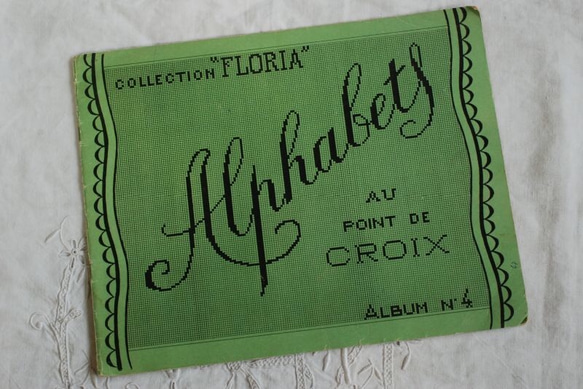 COLLECTION "FLORIA"
Alphabets
AU
POINT DE
CROIX
ALBUM N°4